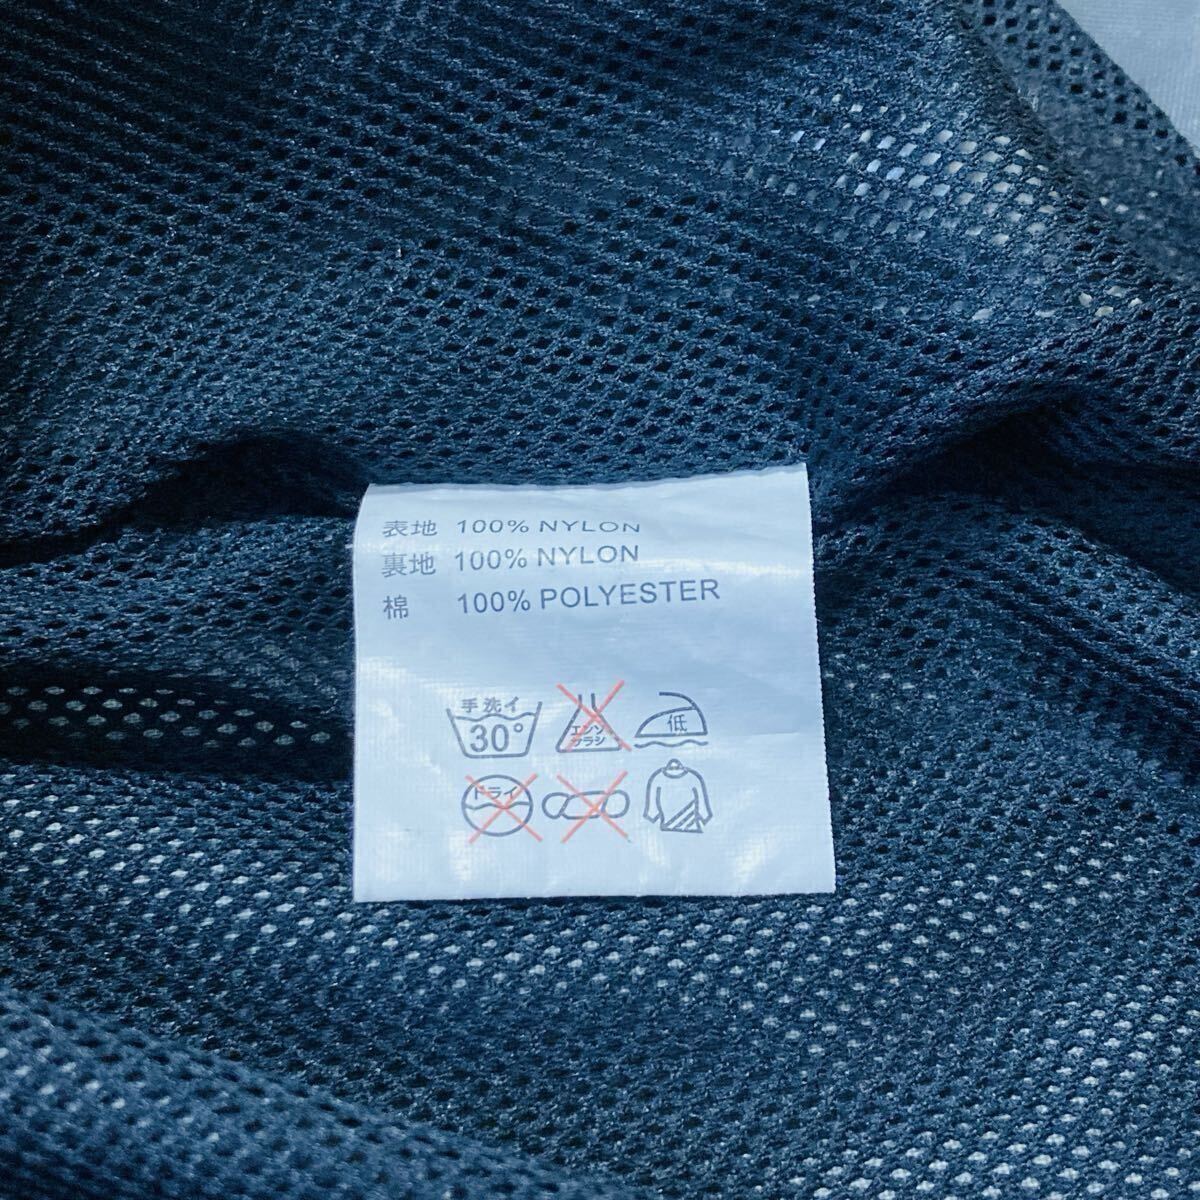 表地 100% NYLON
裏地 100% NYLON
棉 100% POLYESTER
手洗イ
30°
エンソ
サラシ
低
ドライ